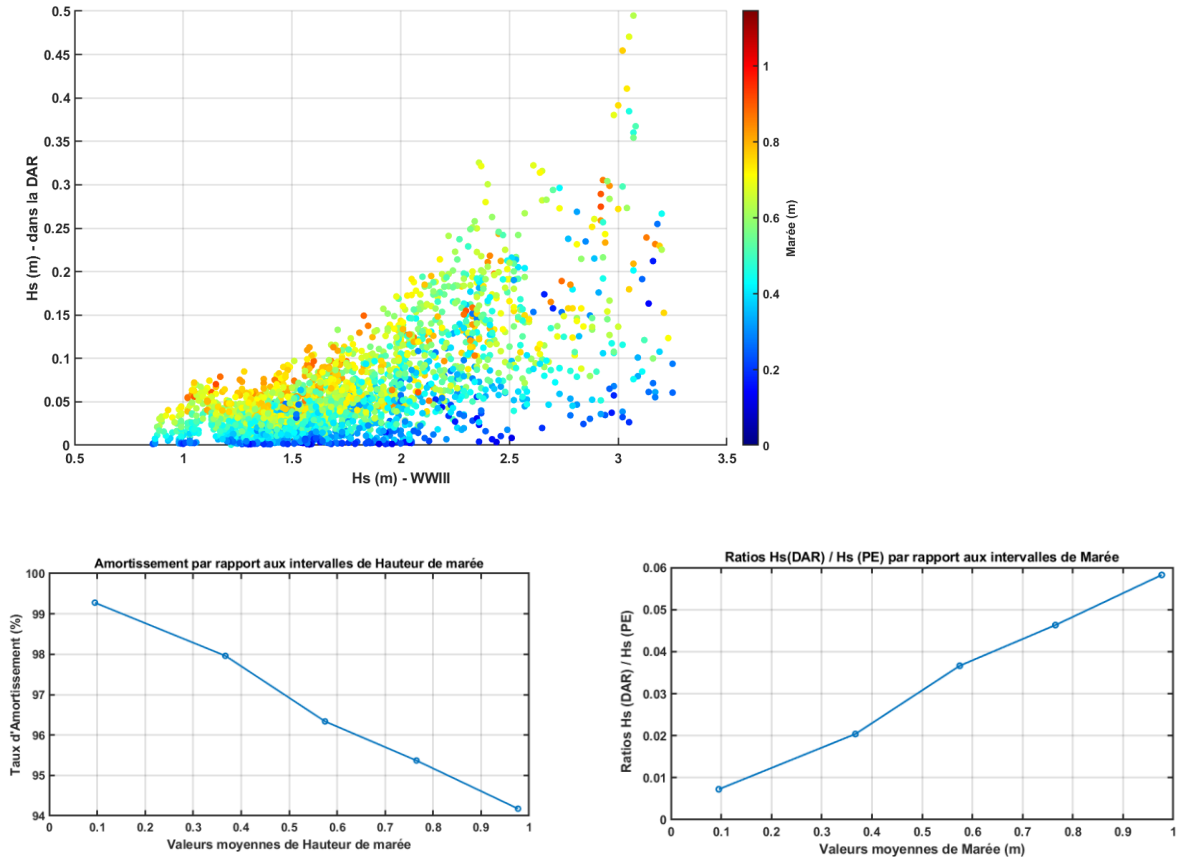 0.5
0.45
0.4
0.35
0.3
0.25
0.2
0.15
0.1
0.05
0
Hs (m) - dans la DAR
0.5 1 1.5 2 2.5 3 3.5
Hs (m) - WWIII
1
0.8
0.6
0.4
0.2
0
Marée (m)
Amortissement par rapport aux intervalles de Hauteur de marée
100
99
98
97
96
95
94
Taux d'Amortissement (%)
0 0.1 0.2 0.3 0.4 0.5 0.6 0.7 0.8 0.9 1
Valeurs moyennes de Hauteur de marée
Ratios Hs(DAR) / Hs (PE) par rapport aux intervalles de Marée
0.06
0.05
0.04
0.03
0.02
0.01
0
Ratios Hs (DAR) / Hs (PE)
0 0.1 0.2 0.3 0.4 0.5 0.6 0.7 0.8 0.9 1
Valeurs moyennes de Marée (m)